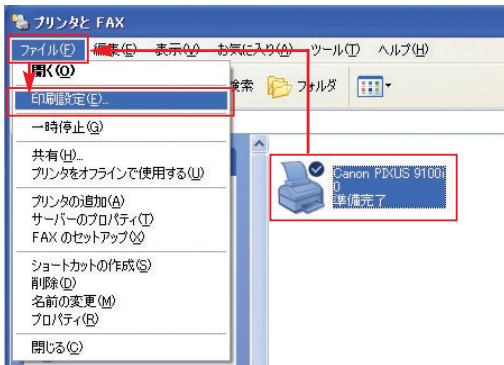 プリンタと FAX
ファイル(F) 編集(E) 表示(V) お気に入り(A) ツール(T) ヘルプ(H)
開く(O)
検索 フォルダ
印刷設定(E)...
一時停止(G)
共有(H)...
プリンタをオフラインで使用する(U)
プリンタの追加(A)
サーバーのプロパティ(T)
FAX のセットアップ(X)
ショートカットの作成(S)
削除(D)
名前の変更(M)
プロパティ(R)
閉じる(C)
Canon PIXUS 9100i
0
準備完了